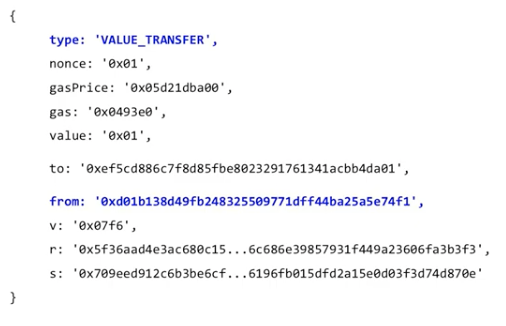 {
type: 'VALUE_TRANSFER',
nonce: '0x01',
gasPrice: '0x05d21dba00',
gas: '0x0493e0',
value: '0x01',
to: '0xef5cd886c7f8d85fbe8023291761341acbb4da01',
from: '0xd01b138d49fb248325509771dff44ba25a5e74f1',
v: '0x07f6',
r: '0x5f36aad4e3ac680c15...6c686e39857931f449a23606fa3b3f3',
s: '0x709eed912c6b3be6cf...6196fb015dfd2a15e0d03f3d74d870e'
}